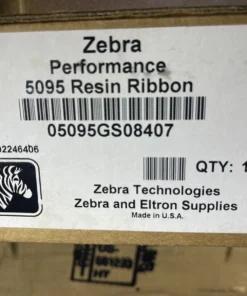 Zebra
Performance
5095 Resin Ribbon
05095GS08407
02246406
QTY: 1
Zebra Technologies
Zebra and Eltron Supplies
Made in U.S.A.